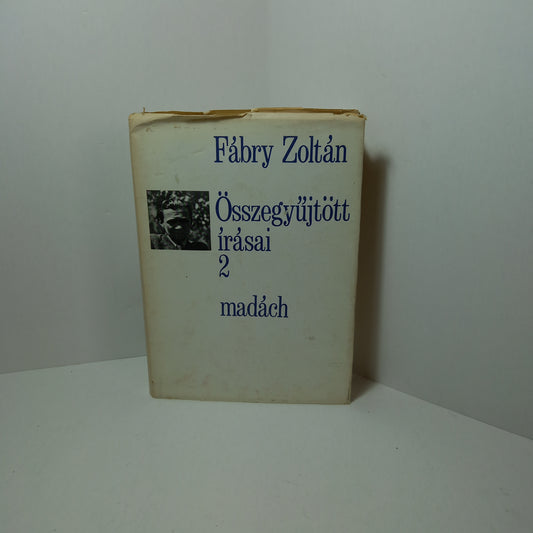 Fábry Zoltán
Összegyűjtött
írásai
2
madách